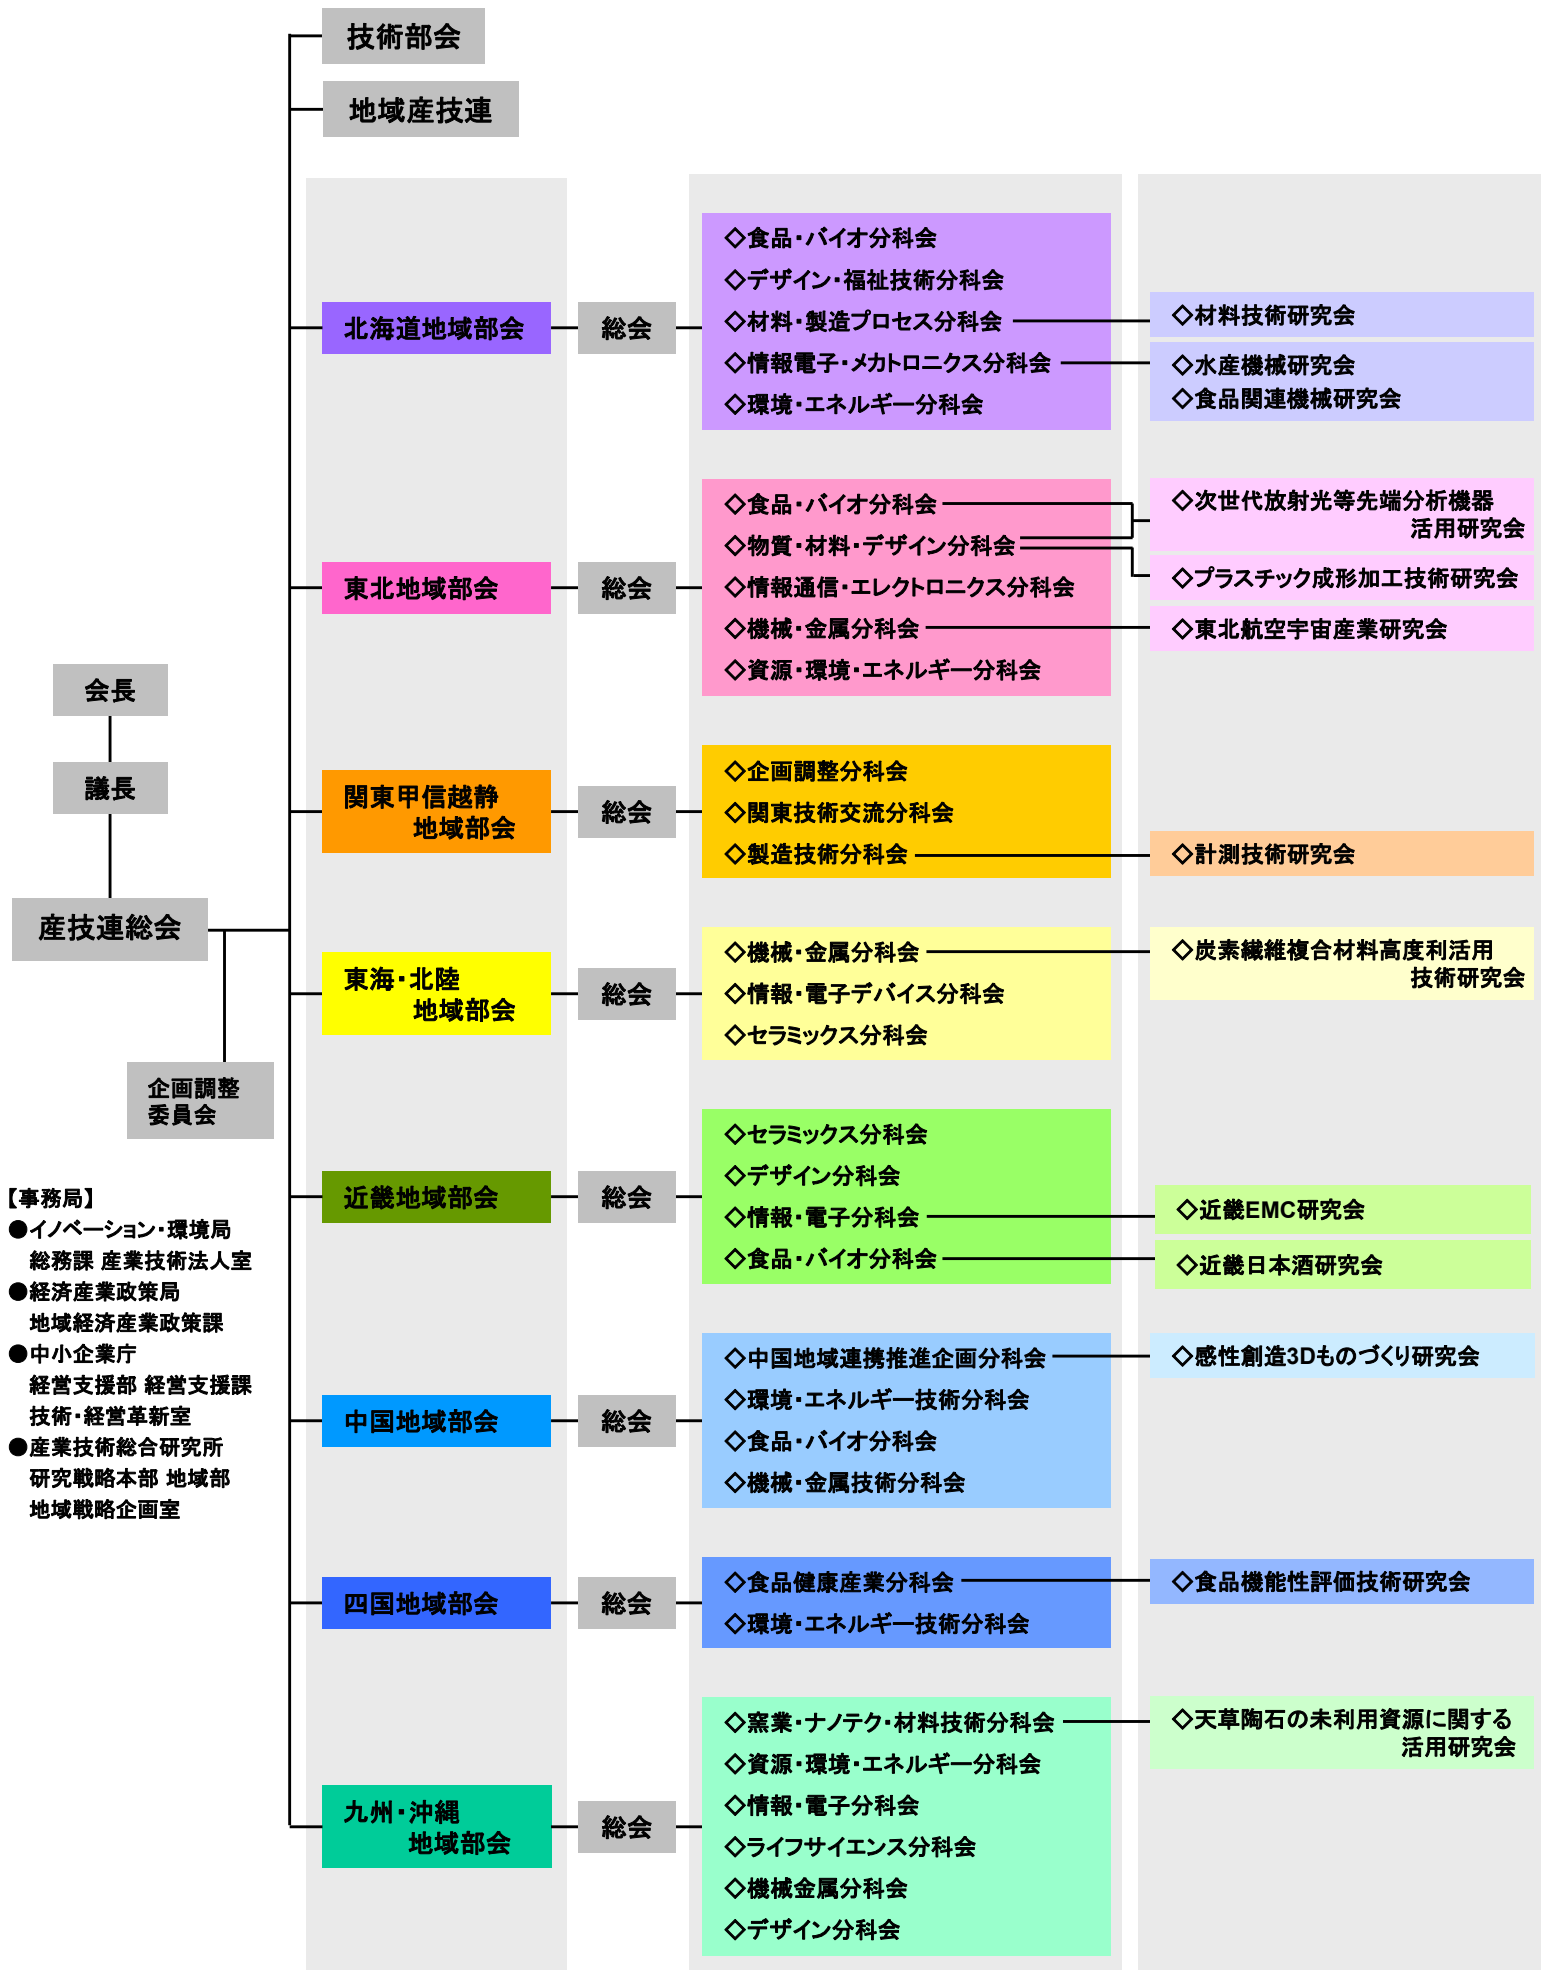 技術部会
地域産技連
会長
議長
産技連総会
企画調整
委員会
【事務局】
●イノベーション・環境局
総務課 産業技術法人室
●経済産業政策局
地域経済産業政策課
●中小企業庁
経営支援部 経営支援課
技術・経営革新室
●産業技術総合研究所
研究戦略本部 地域部
地域戦略企画室
北海道地域部会
総会
◇食品・バイオ分科会
◇デザイン・福祉技術分科会
◇材料・製造プロセス分科会
◇情報電子・メカトロニクス分科会
◇環境・エネルギー分科会
◇材料技術研究会
◇水産機械研究会
◇食品関連機械研究会
東北地域部会
総会
◇食品・バイオ分科会
◇物質・材料・デザイン分科会
◇情報通信・エレクトロニクス分科会
◇機械・金属分科会
◇資源・環境・エネルギー分科会
◇次世代放射光等先端分析機器
活用研究会
◇プラスチック成形加工技術研究会
◇東北航空宇宙産業研究会
関東甲信越静
地域部会
総会
◇企画調整分科会
◇関東技術交流分科会
◇製造技術分科会
◇計測技術研究会
東海・北陸
地域部会
総会
◇機械・金属分科会
◇情報・電子デバイス分科会
◇セラミックス分科会
◇炭素繊維複合材料高度利活用
技術研究会
近畿地域部会
総会
◇セラミックス分科会
◇デザイン分科会
◇情報・電子分科会
◇食品・バイオ分科会
◇近畿EMC研究会
◇近畿日本酒研究会
中国地域部会
総会
◇中国地域連携推進企画分科会
◇環境・エネルギー技術分科会
◇食品・バイオ分科会
◇機械・金属技術分科会
◇感性創造3Dものづくり研究会
四国地域部会
総会
◇食品健康産業分科会
◇環境・エネルギー技術分科会
◇食品機能性評価技術研究会
九州・沖縄
地域部会
総会
◇窯業・ナノテク・材料技術分科会
◇資源・環境・エネルギー分科会
◇情報・電子分科会
◇ライフサイエンス分科会
◇機械金属分科会
◇デザイン分科会
◇天草陶石の未利用資源に関する
活用研究会